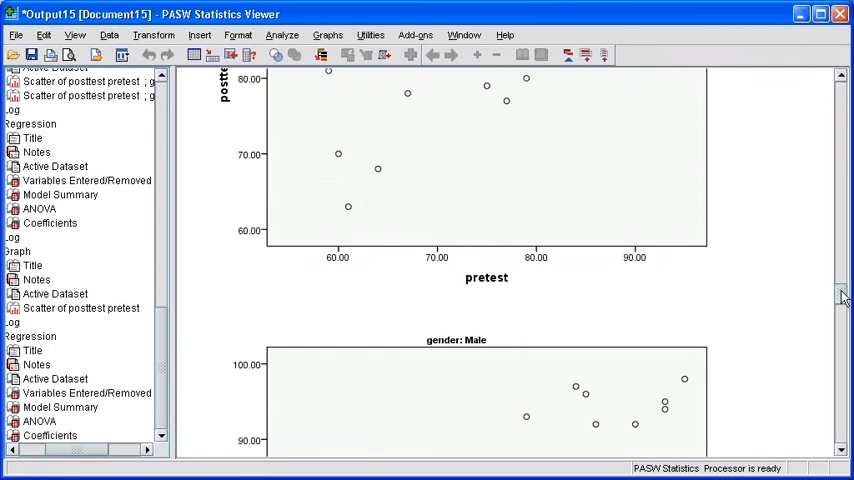 *Output15 [Document15] - PASW Statistics Viewer
File Edit View Data Transform Insert Format Analyze Graphs Utilities Add-ons Window Help
Active Dataset
Scatter of posttest pretest ; g
Scatter of posttest pretest ; g
Log
Regression
Title
Notes
Active Dataset
Variables Entered/Removed
Model Summary
ANOVA
Coefficients
Log
Graph
Title
Notes
Active Dataset
Scatter of posttest pretest
Log
Regression
Title
Notes
Active Dataset
Variables Entered/Removed
Model Summary
ANOVA
Coefficients
postte
80.00
70.00
60.00
60.00 70.00 80.00 90.00
pretest
gender: Male
100.00
90.00
PASW Statistics Processor is ready